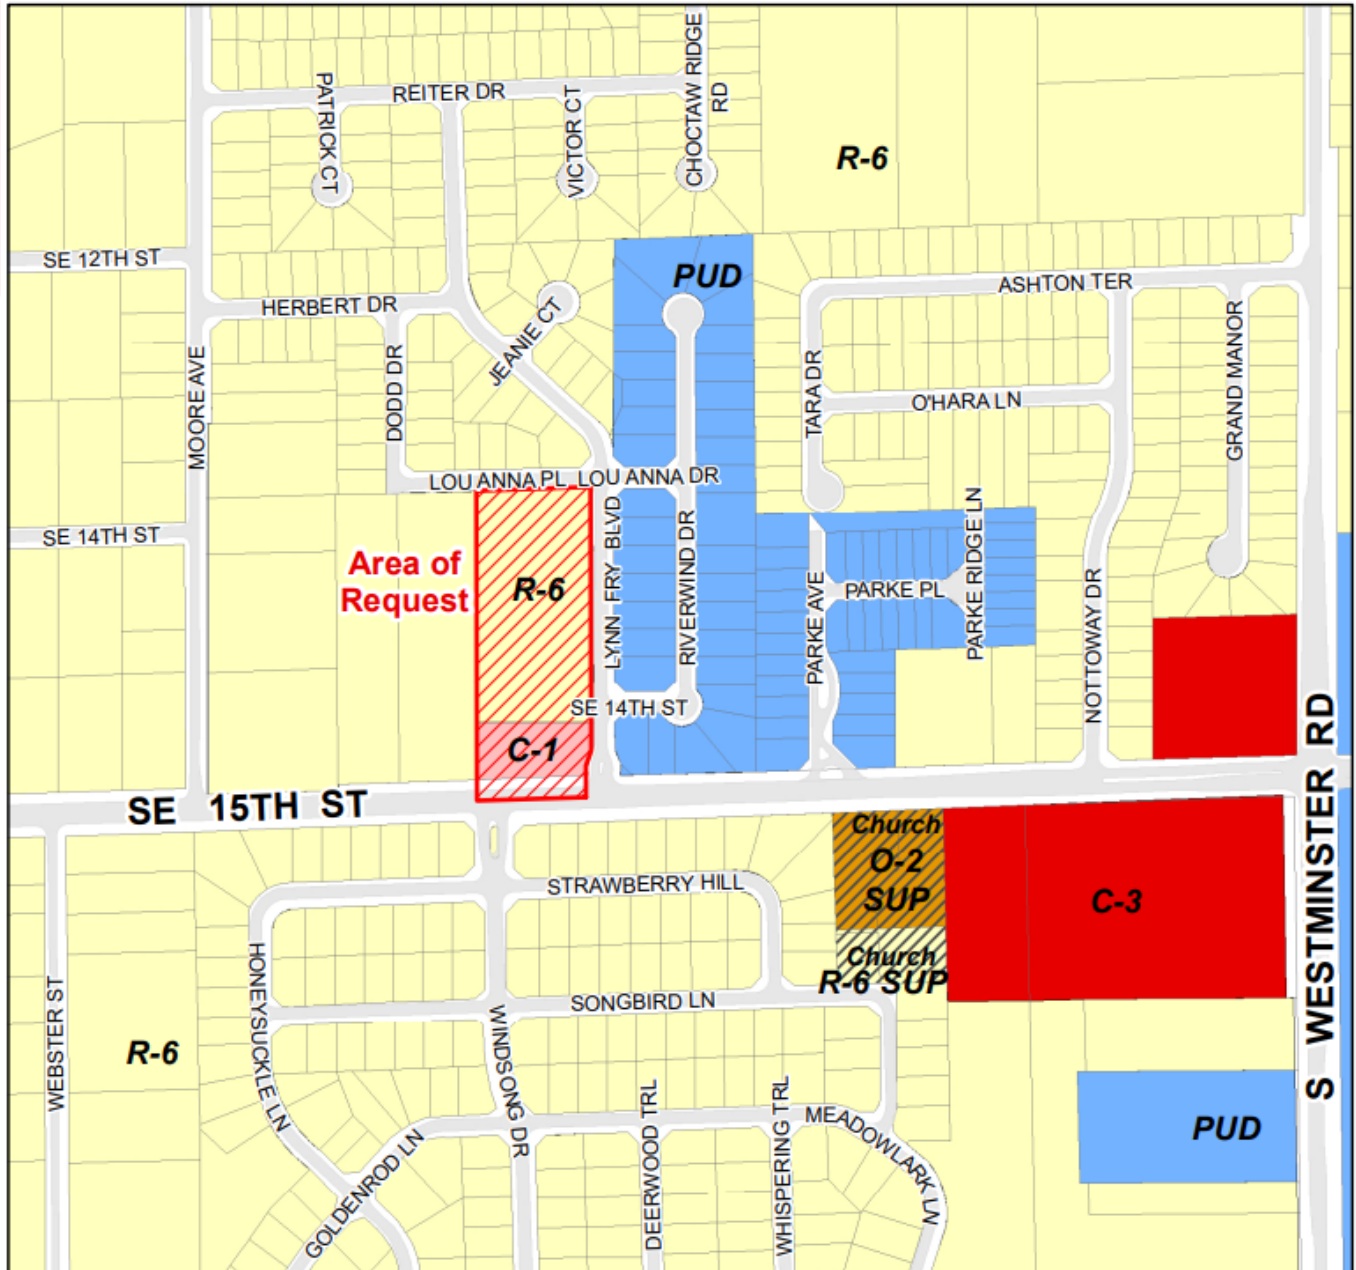 PATRICK CT
REITER DR
VICTOR CT
CHOCTAW RIDGE
RD
R-6
SE 12TH ST
HERBERT DR
JEANIE CT
PUD
ASHTON TER
MOORE AVE
DODD DR
TARA DR
O'HARA LN
GRAND MANOR
LOU ANNA PL
LOU ANNA DR
SE 14TH ST
Area of
Request
R-6
LYNN FRY BLVD
RIVERWIND DR
PARKE AVE
PARKE PL
PARKE RIDGE LN
NOTTOWAY DR
SE 14TH ST
C-1
SE 15TH ST
S WESTMINSTER RD
Church
O-2
SUP
C-3
STRAWBERRY HILL
Church
R-6 SUP
HONEYSUCKLE LN
SONGBIRD LN
WEBSTER ST
R-6
WINDSONG DR
GOLDENROD LN
DEERWOOD TRL
WHISPERING TRL
MEADOWLARK LN
PUD